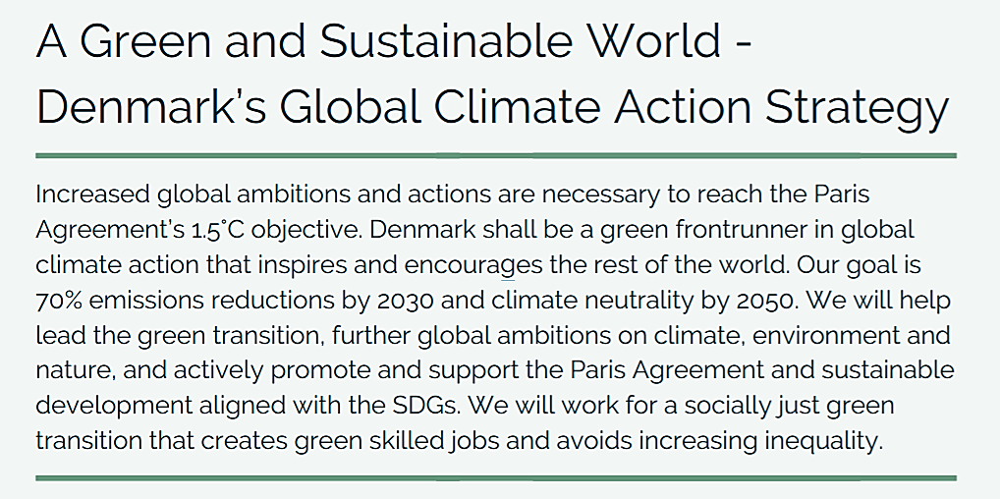 A Green and Sustainable World -
Denmark’s Global Climate Action Strategy
Increased global ambitions and actions are necessary to reach the Paris
Agreement’s 1.5°C objective. Denmark shall be a green frontrunner in global
climate action that inspires and encourages the rest of the world. Our goal is
70% emissions reductions by 2030 and climate neutrality by 2050. We will help
lead the green transition, further global ambitions on climate, environment and
nature, and actively promote and support the Paris Agreement and sustainable
development aligned with the SDGs. We will work for a socially just green
transition that creates green skilled jobs and avoids increasing inequality.